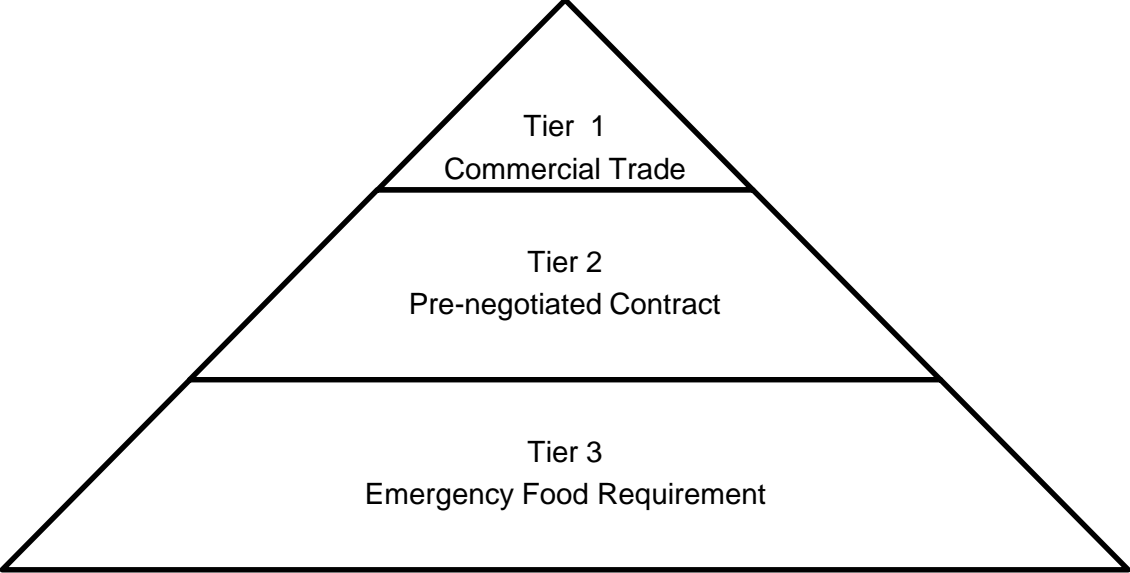 Tier  1
Commercial Trade
Tier 2
Pre-negotiated Contract
Tier 3
Emergency Food Requirement